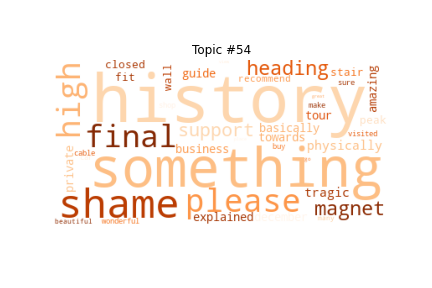 Topic #54
closed
heading
stair
fit
wall
guide
recommend
sure
amazing
high
history
make
tour
final
support
basically
peak
towards
visited
private
cable
business
buy
physically
something
shame
please
tragic
magnet
explained
beautiful
wonderful
great